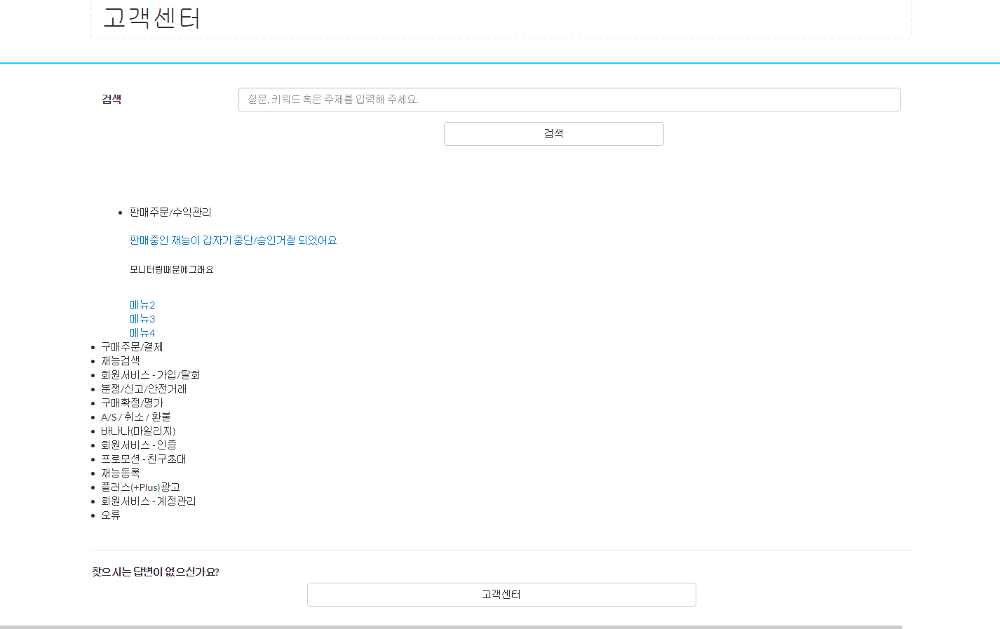 고객센터
검색
질문, 키워드 혹은 주제를 입력해 주세요.
검색
판매주문/수익관리
판매중인 재능이 갑자기 중단/승인거절 되었어요
모니터링때문에그래요
메뉴2
메뉴3
메뉴4
구매주문/결제
재능검색
회원서비스 - 가입/탈회
분쟁/신고/안전거래
구매확정/평가
A/S / 취소 / 환불
바나나(마일리지)
회원서비스 - 인증
프로모션 - 친구초대
재능등록
플러스(+Plus)광고
회원서비스 - 계정관리
오류
찾으시는 답변이 없으신가요?
고객센터